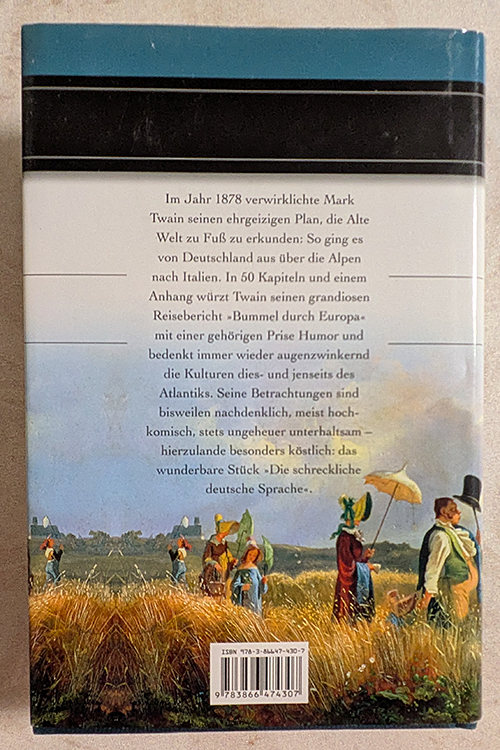 Im Jahr 1878 verwirklichte Mark
Twain seinen ehrgeizigen Plan, die Alte
Welt zu Fuß zu erkunden: So ging es
von Deutschland aus über die Alpen
nach Italien. In 50 Kapiteln und einem
Anhang würzt Twain seinen grandiosen
Reisebericht »Bummel durch Europa«
mit einer gehörigen Prise Humor und
bedenkt immer wieder augenzwinkernd
die Kulturen dies- und jenseits des
Atlantiks. Seine Betrachtungen sind
bisweilen nachdenklich, meist hoch-
komisch, stets ungeheuer unterhaltsam –
hierzulande besonders köstlich: das
wunderbare Stück »Die schreckliche
deutsche Sprache«.
ISBN 978-3-86647-430-7
9 783866 474307